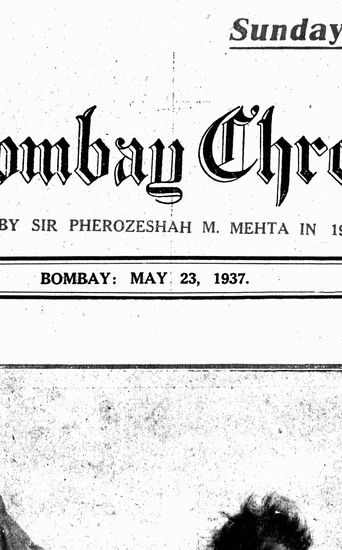 Sunday
ombay Chro
BY SIR PHEROZESHAH M. MEHTA IN 19
BOMBAY: MAY 23, 1937.